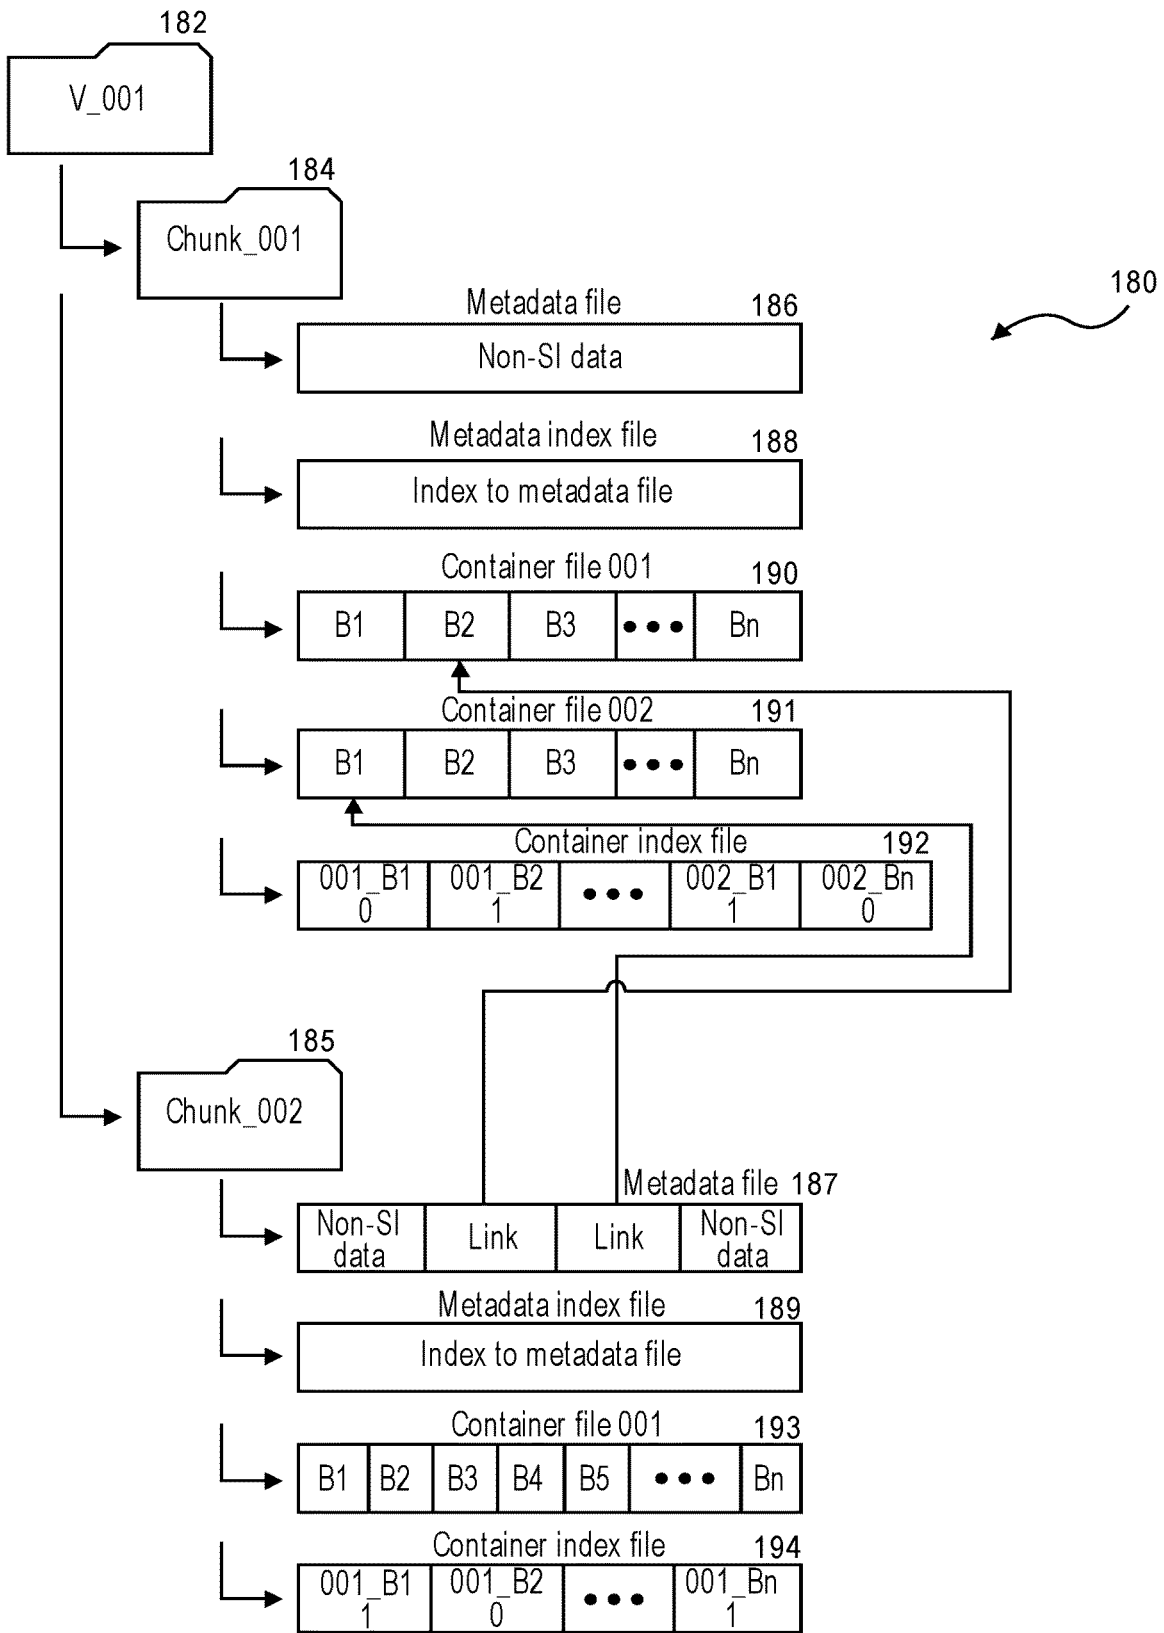 182
V_001
184
Chunk_001
180
Metadata file 186
Non-SI data
Metadata index file 188
Index to metadata file
Container file 001 190
B1 B2 B3 ••• Bn
Container file 002 191
B1 B2 B3 ••• Bn
Container index file 192
001_B1 001_B2 ••• 002_B1 002_Bn
0 1 1 0
185
Chunk_002
Metadata file 187
Non-SI Link Link Non-SI
data data
Metadata index file 189
Index to metadata file
Container file 001 193
B1 B2 B3 B4 B5 ••• Bn
Container index file 194
001_B1 001_B2 ••• 001_Bn
1 0 1